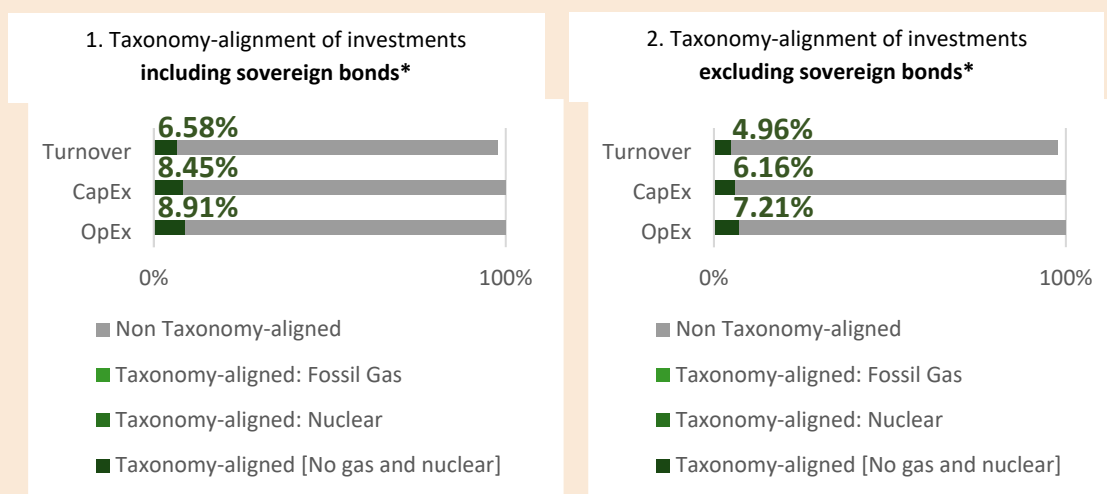 1. Taxonomy-alignment of investments
including sovereign bonds*
6.58%
Turnover
8.45%
CapEx
8.91%
OpEx
0% 100%
Non Taxonomy-aligned
Taxonomy-aligned: Fossil Gas
Taxonomy-aligned: Nuclear
Taxonomy-aligned [No gas and nuclear]
2. Taxonomy-alignment of investments
excluding sovereign bonds*
4.96%
Turnover
6.16%
CapEx
7.21%
OpEx
0% 100%
Non Taxonomy-aligned
Taxonomy-aligned: Fossil Gas
Taxonomy-aligned: Nuclear
Taxonomy-aligned [No gas and nuclear]